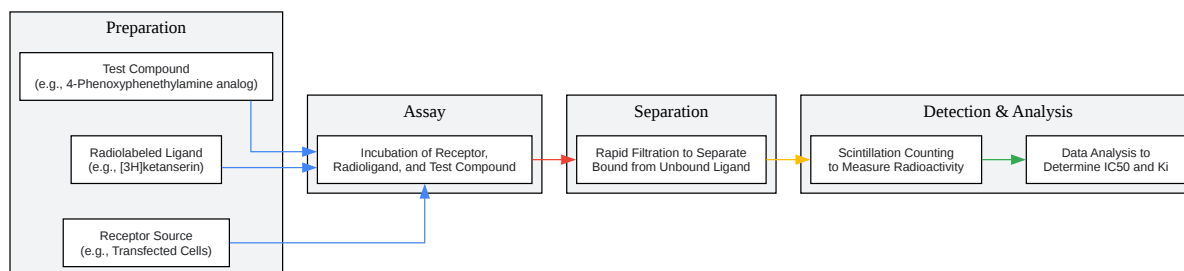 Preparation
Test Compound
(e.g., 4-Phenoxyphenethylamine analog)
Radiolabeled Ligand
(e.g., [3H]ketanserin)
Receptor Source
(e.g., Transfected Cells)
Assay
Incubation of Receptor,
Radioligand, and Test Compound
Separation
Rapid Filtration to Separate
Bound from Unbound Ligand
Detection & Analysis
Scintillation Counting
to Measure Radioactivity
Data Analysis to
Determine IC50 and Ki